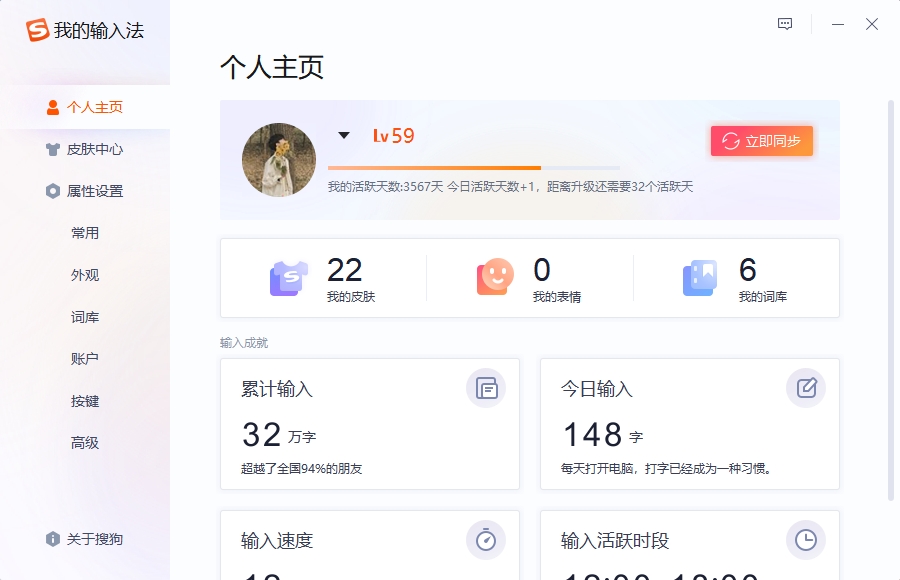 我的输入法
个人主页
皮肤中心
属性设置
常用
外观
词库
账户
按键
高级
关于搜狗
个人主页
Lv 59
立即同步
我的活跃天数:3567天 今日活跃天数+1，距离升级还需要32个活跃天
22
我的皮肤
0
我的表情
6
我的词库
输入成就
累计输入
32 万字
超越了全国94%的朋友
今日输入
148 字
每天打开电脑，打字已经成为一种习惯。
输入速度
输入活跃时段